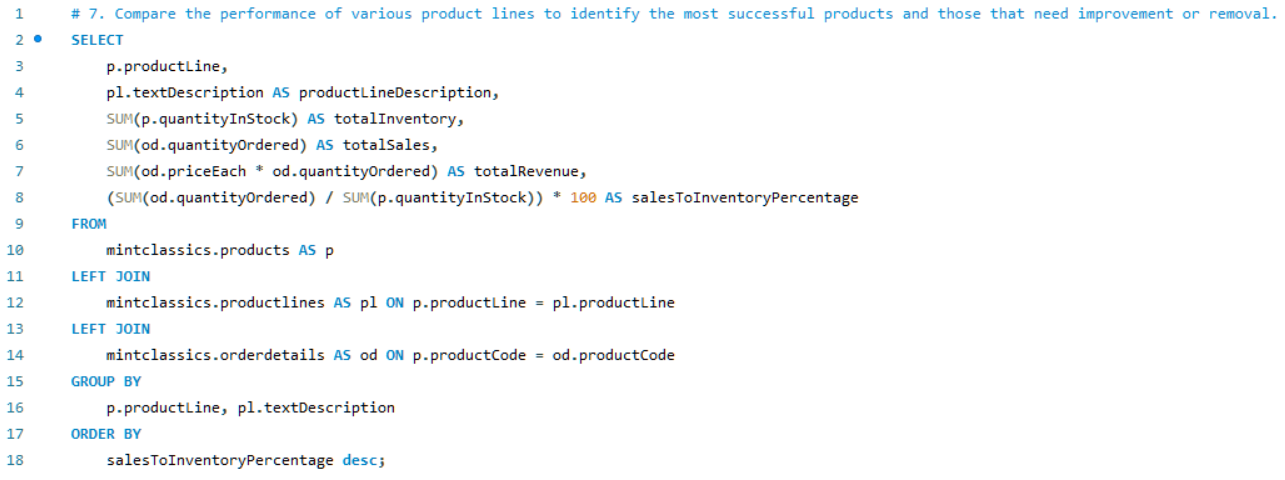 1 # 7. Compare the performance of various product lines to identify the most successful products and those that need improvement or removal.
2 SELECT
3 p.productLine,
4 pl.textDescription AS productLineDescription,
5 SUM(p.quantityInStock) AS totalInventory,
6 SUM(od.quantityOrdered) AS totalSales,
7 SUM(od.priceEach * od.quantityOrdered) AS totalRevenue,
8 (SUM(od.quantityOrdered) / SUM(p.quantityInStock)) * 100 AS salesToInventoryPercentage
9 FROM
10 mintclassics.products AS p
11 LEFT JOIN
12 mintclassics.productlines AS pl ON p.productLine = pl.productLine
13 LEFT JOIN
14 mintclassics.orderdetails AS od ON p.productCode = od.productCode
15 GROUP BY
16 p.productLine, pl.textDescription
17 ORDER BY
18 salesToInventoryPercentage desc;